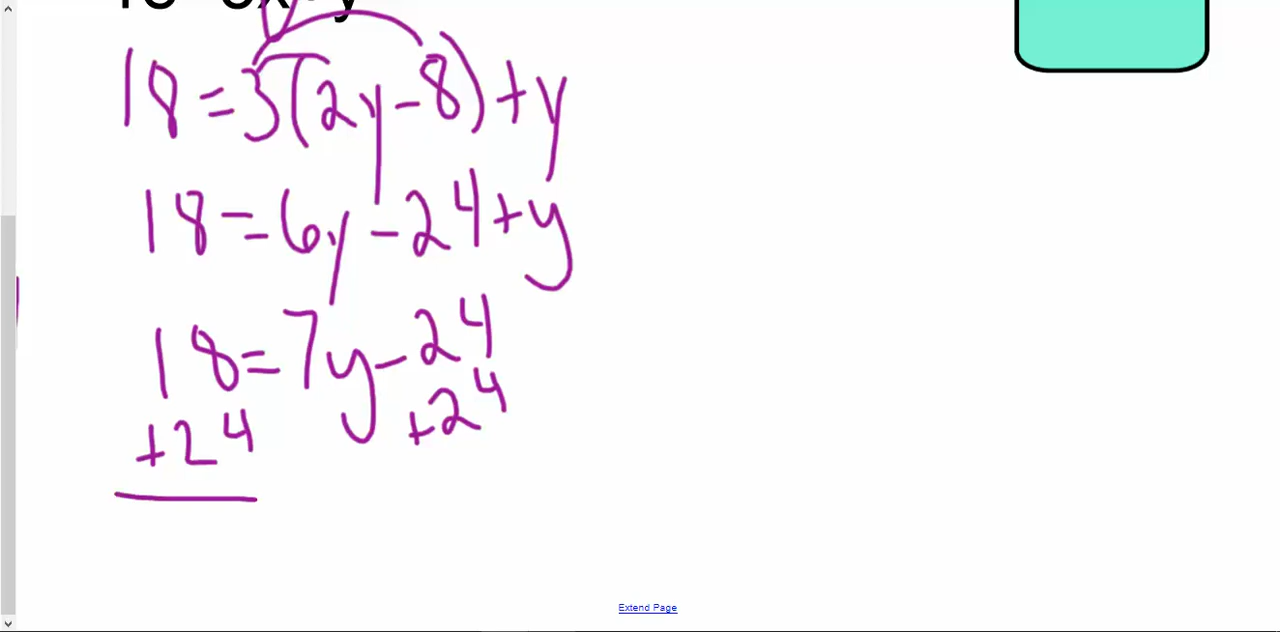 18 = 3(2y - 8) + y
18 = 6y - 24 + y
18 = 7y - 24
+24 +24
Extend Page